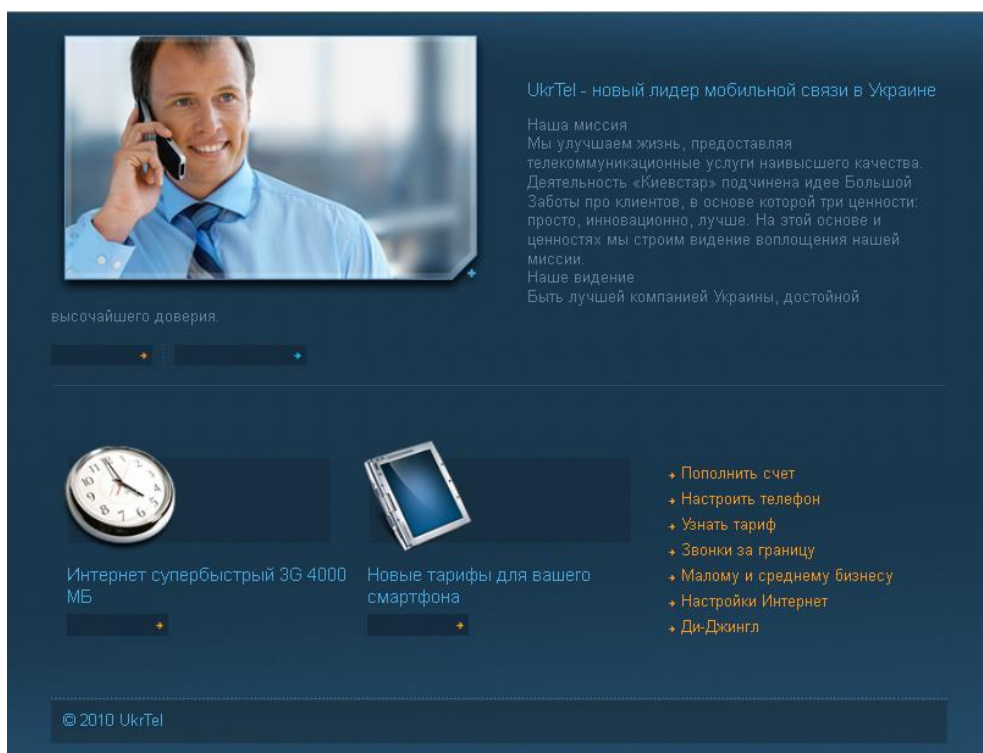 UkrTel - новый лидер мобильной связи в Украине
Наша миссия
Мы улучшаем жизнь, предоставляя
телекоммуникационные услуги наивысшего качества.
Деятельность «Киевстар» подчинена идее Большой
Заботы про клиентов, в основе которой три ценности:
просто, инновационно, лучше. На этой основе и
ценностях мы строим видение воплощения нашей
миссии.
Наше видение
Быть лучшей компанией Украины, достойной
высочайшего доверия.
Интернет супербыстрый 3G 4000
МБ
Новые тарифы для вашего
смартфона
Пополнить счет
Настроить телефон
Узнать тариф
Звонки за границу
Малому и среднему бизнесу
Настройки Интернет
Ди-Джингл
© 2010 UkrTel